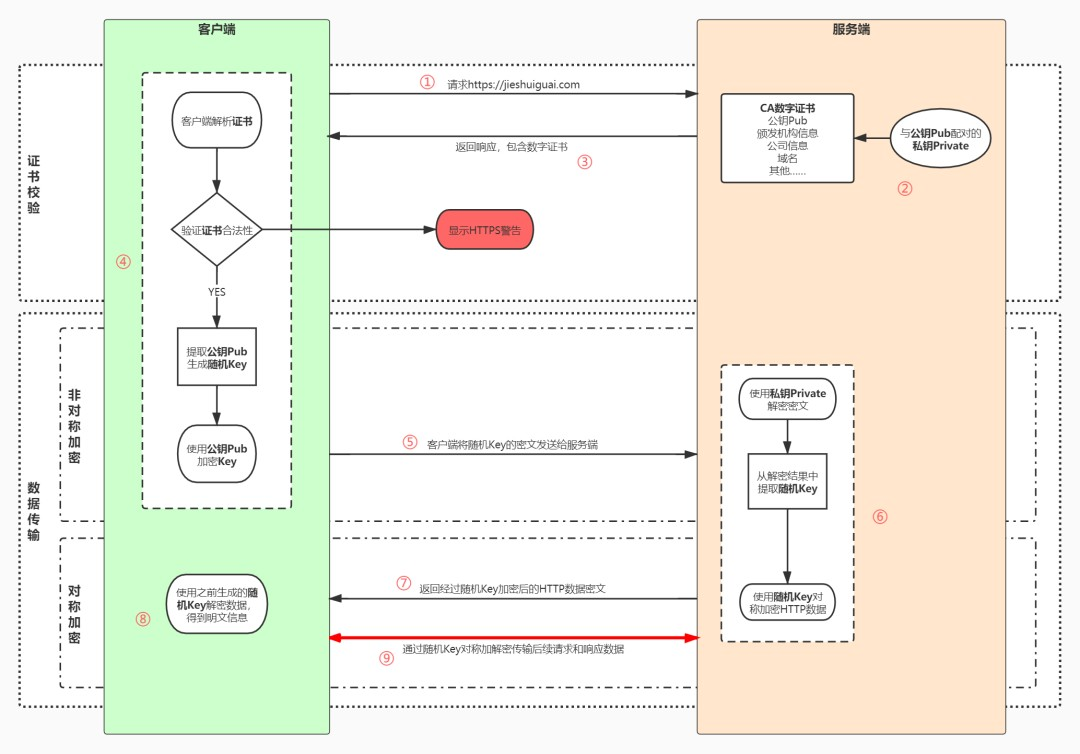 客户端
服务端
证书校验
① 请求https://jieshuiguai.com
客户端解析证书
CA数字证书
公钥Pub
颁发机构信息
公司信息
域名
其他......
与公钥Pub配对的
私钥Private
②
返回响应，包含数字证书
③
验证证书合法性
显示HTTPS警告
④
YES
数据传输
非对称加密
提取公钥Pub
生成随机Key
使用公钥Pub
加密Key
⑤ 客户端将随机Key的密文发送给服务端
使用私钥Private
解密密文
从解密结果中
提取随机Key
⑥
使用随机Key对
称加密HTTP数据
对称加密
⑦ 返回经过随机Key加密后的HTTP数据密文
使用之前生成的随
机Key解密数据，
得到明文信息
⑧
⑨ 通过随机Key对称加解密传输后续请求和响应数据